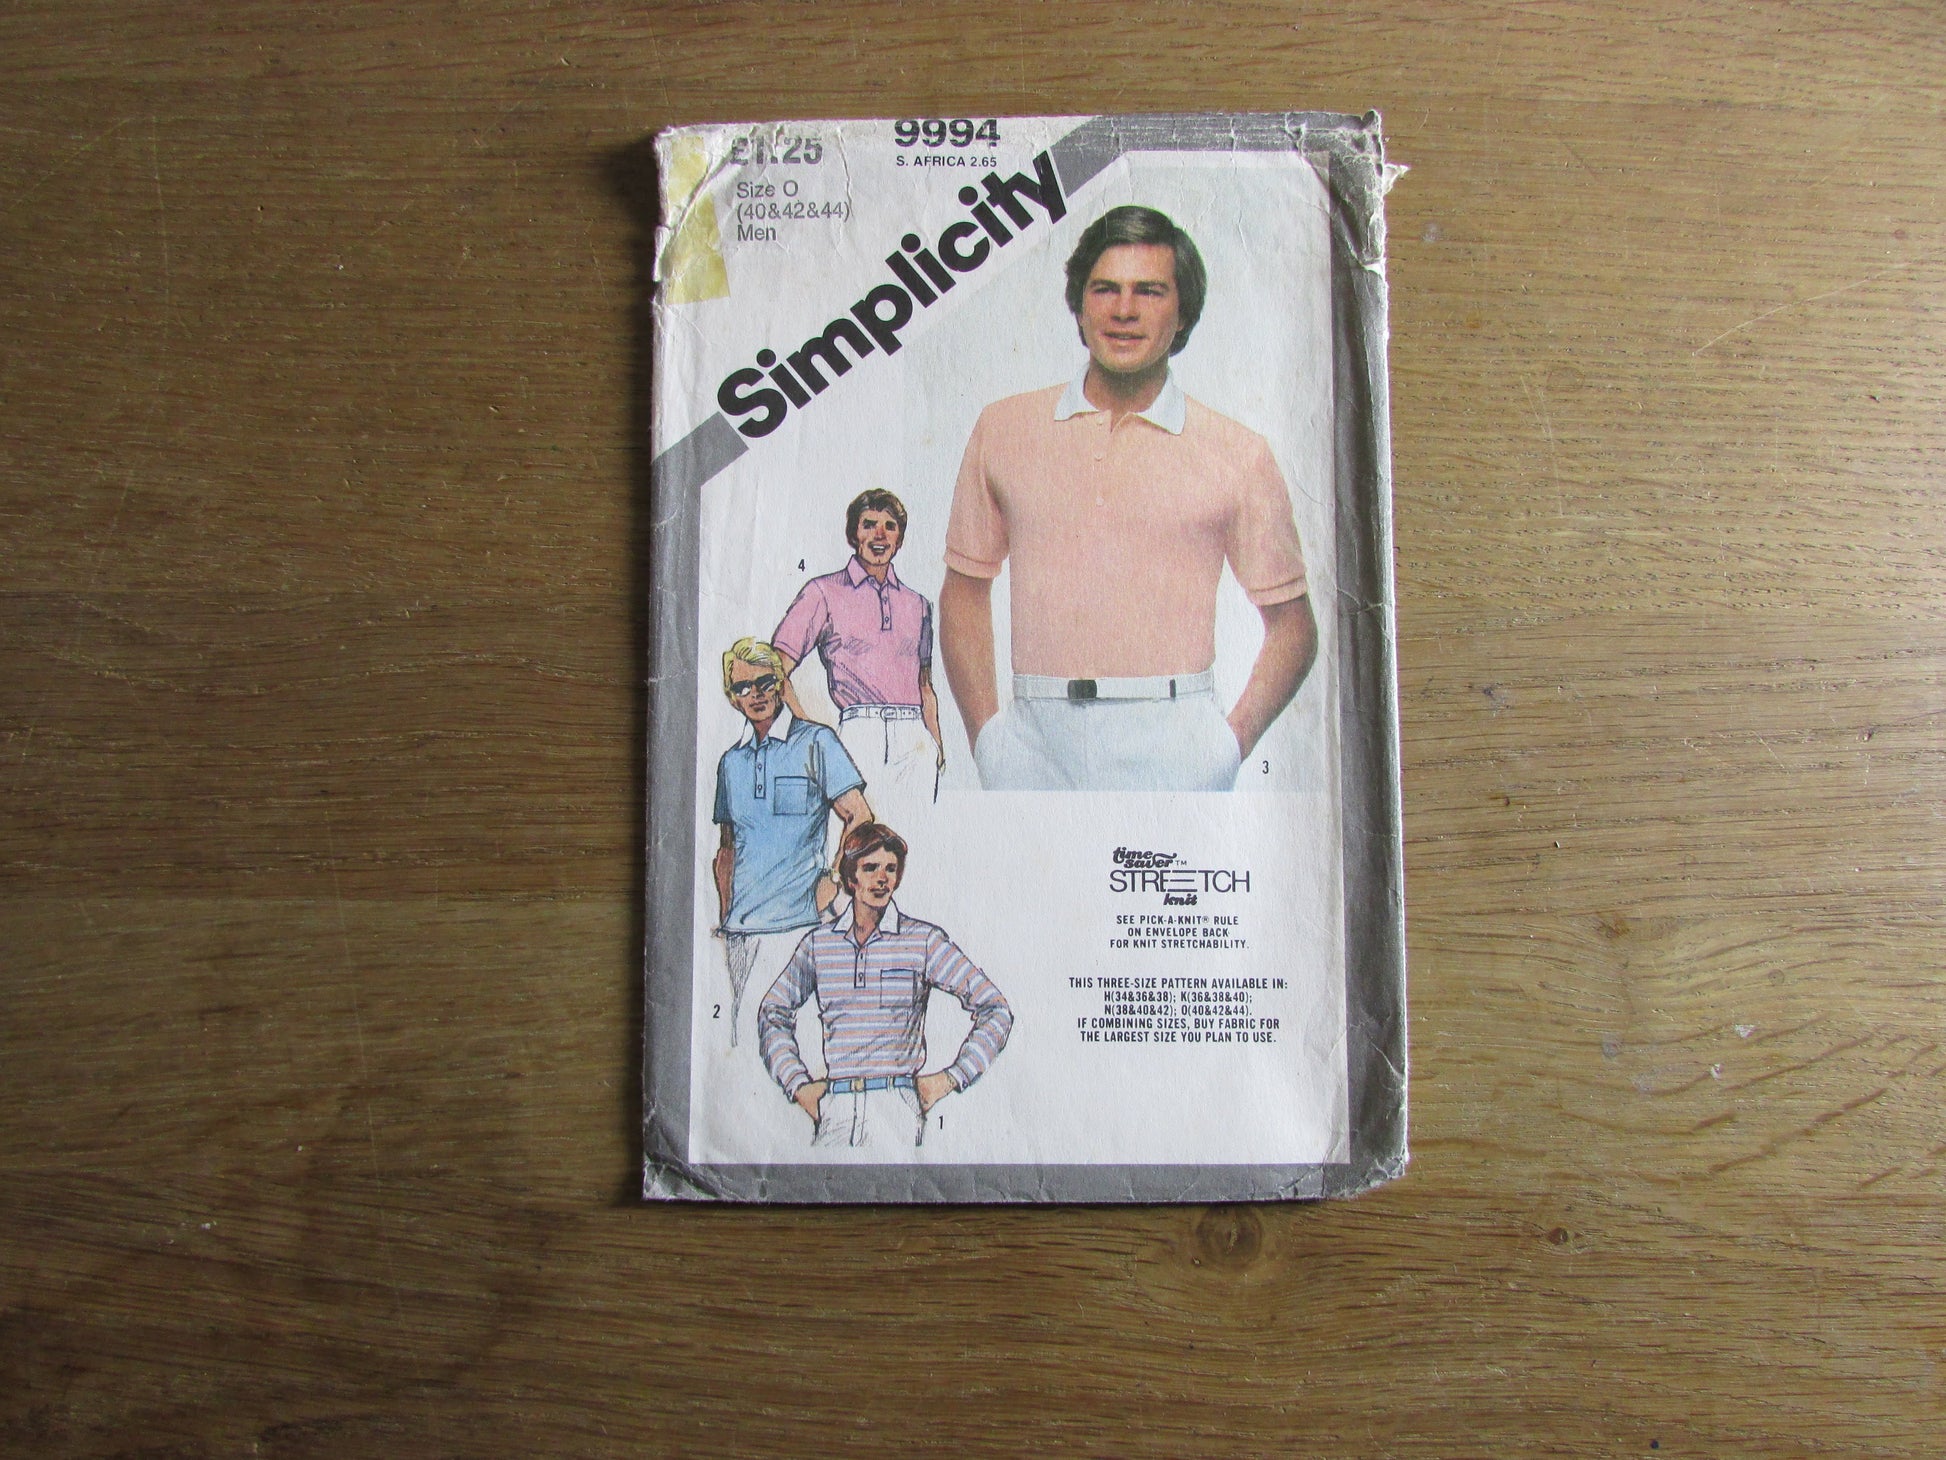 £1.25
9994
S. AFRICA 2.65
Size O
(40&42&44)
Men
Simplicity
4
3
2
1
time
saver™
STRETCH
knit
SEE PICK-A-KNIT® RULE
ON ENVELOPE BACK
FOR KNIT STRETCHABILITY.
THIS THREE-SIZE PATTERN AVAILABLE IN:
H(34&36&38); K(36&38&40);
N(38&40&42); O(40&42&44).
IF COMBINING SIZES, BUY FABRIC FOR
THE LARGEST SIZE YOU PLAN TO USE.